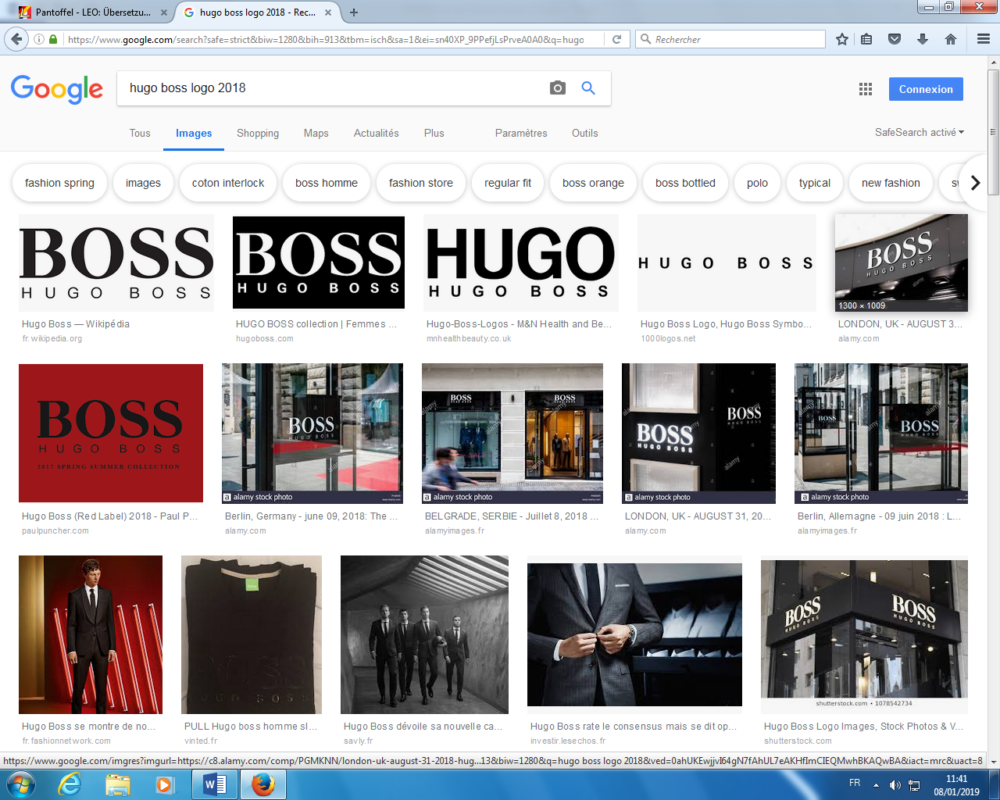 Pantoffel - LEO: Übersetzu...
hugo boss logo 2018 - Rec...
https://www.google.com/search?safe=strict&biw=1280&bih=913&tbm=isch&sa=1&ei=sn40XP_9PPefjLsPrveA0A0&q=hugo
Rechercher
Google
hugo boss logo 2018
Connexion
Tous Images Shopping Maps Actualités Plus Paramètres Outils
SafeSearch activé
fashion spring images coton interlock boss homme fashion store regular fit boss orange boss bottled polo typical new fashion
BOSS
HUGO BOSS
BOSS
HUGO BOSS
HUGO
HUGO BOSS
HUGO BOSS
BOSS
HUGO BOSS
1300 × 1009
Hugo Boss — Wikipédia
fr.wikipedia.org
HUGO BOSS collection | Femmes ...
hugoboss.com
Hugo-Boss-Logos - M&N Health and Be...
mnhealthbeauty.co.uk
Hugo Boss Logo, Hugo Boss Symbo...
1000logos.net
LONDON, UK - AUGUST 3...
alamy.com
BOSS
HUGO BOSS
2017 SPRING SUMMER COLLECTION
BOSS
HUGO BOSS
alamy stock photo
BOSS
BOSS
SALE
alamy stock photo
BOSS
HUGO BOSS
BOSS
HUGO BOSS
alamy stock photo
BOSS
BOSS
HUGO BOSS
alamy stock photo
Hugo Boss (Red Label) 2018 - Paul P...
paulpuncher.com
Berlin, Germany - june 09, 2018: The ...
alamy.com
BELGRADE, SERBIE - Juillet 8, 2018 ...
alamyimages.fr
LONDON, UK - AUGUST 31, 20...
alamy.com
Berlin, Allemagne - 09 juin 2018 : L...
alamyimages.fr
BOSS
HUGO BOSS
BOSS
HUGO BOSS
BOSS
HUGO BOSS
shutterstock.com • 1078542734
Hugo Boss se montre de no...
fr.fashionnetwork.com
PULL Hugo boss homme sl...
vinted.fr
Hugo Boss dévoile sa nouvelle ca...
savly.fr
Hugo Boss rate le consensus mais se dit op...
investir.lesechos.fr
Hugo Boss Logo Images, Stock Photos & V...
shutterstock.com
https://www.google.com/imgres?imgurl=https://c8.alamy.com/comp/PGMKNN/london-uk-august-31-2018-hug...13&biw=1280&q=hugo boss logo 2018&ved=0ahUKEwjjvI64gN7fAhUL7eAKHfImCIEQMwhBKAQwBA&iact=mrc&uact=8
FR
11:41
08/01/2019